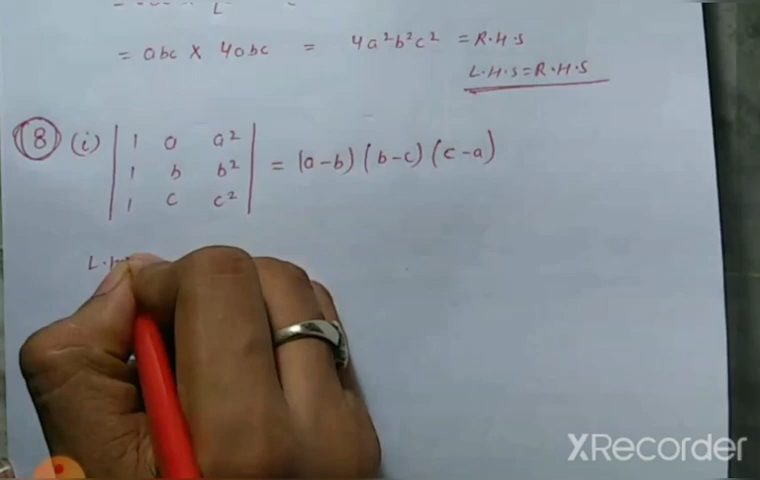 = abc × 4abc = 4a²b²c² = R.H.S
L.H.S = R.H.S
8 (i) | 1 a a² |
| 1 b b² | = (a-b) (b-c) (c-a)
| 1 c c² |
L.H
XRecorder